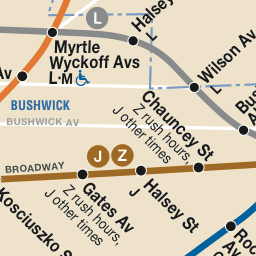 L
Halsey
L
Myrtle
Wyckoff Avs
L•M
Av
Wilson Av
L
BUSHWICK
BUSHWICK AV
Chauncey St
Z rush hours,
J other times
BROADWAY
J Z
Gates Av
Z rush hours,
J other times
Halsey St
J
Kosciuszko S